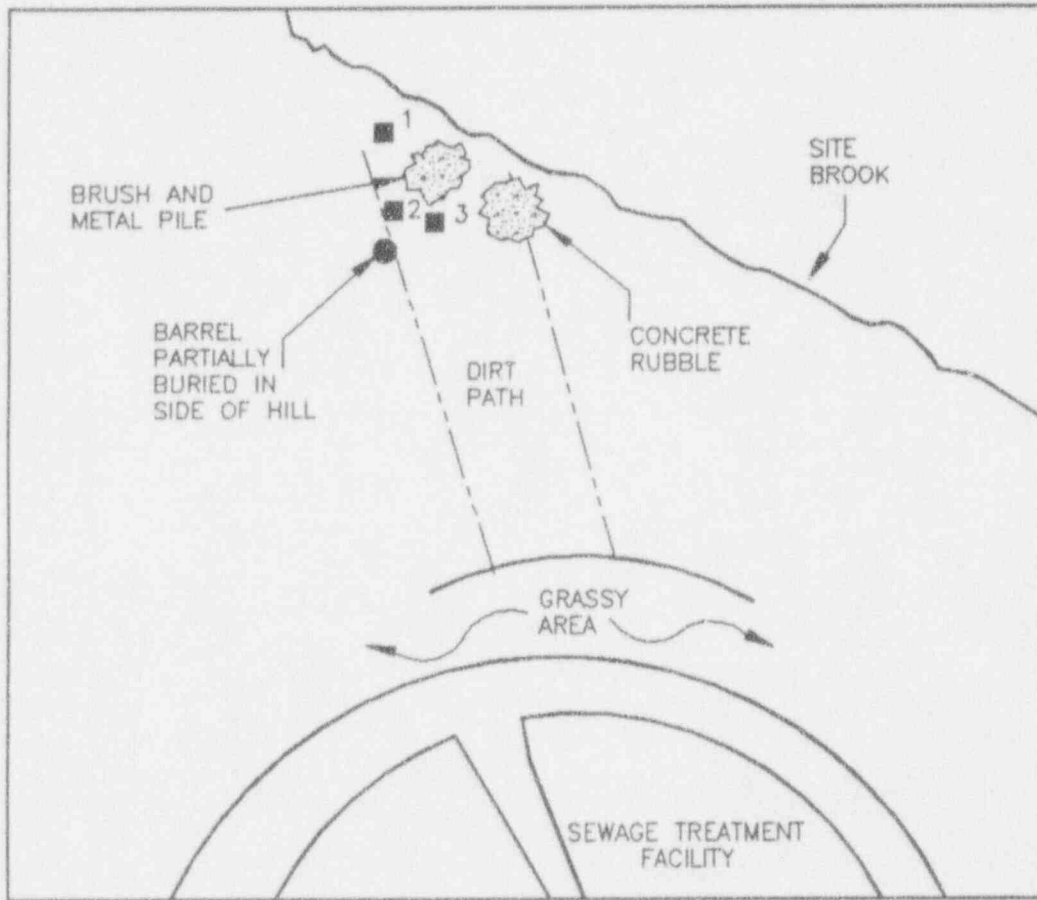 1
SITE
BROOK
BRUSH AND
METAL PILE
2
3
BARREL
PARTIALLY
BURIED IN
SIDE OF HILL
CONCRETE
RUBBLE
DIRT
PATH
GRASSY
AREA
SEWAGE TREATMENT
FACILITY